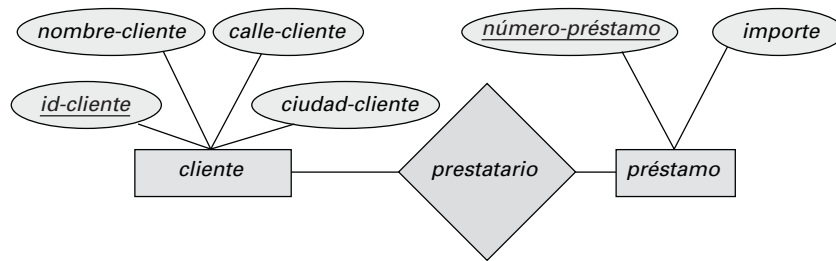 nombre-cliente
calle-cliente
número-préstamo
importe
id-cliente
ciudad-cliente
cliente
prestatario
préstamo